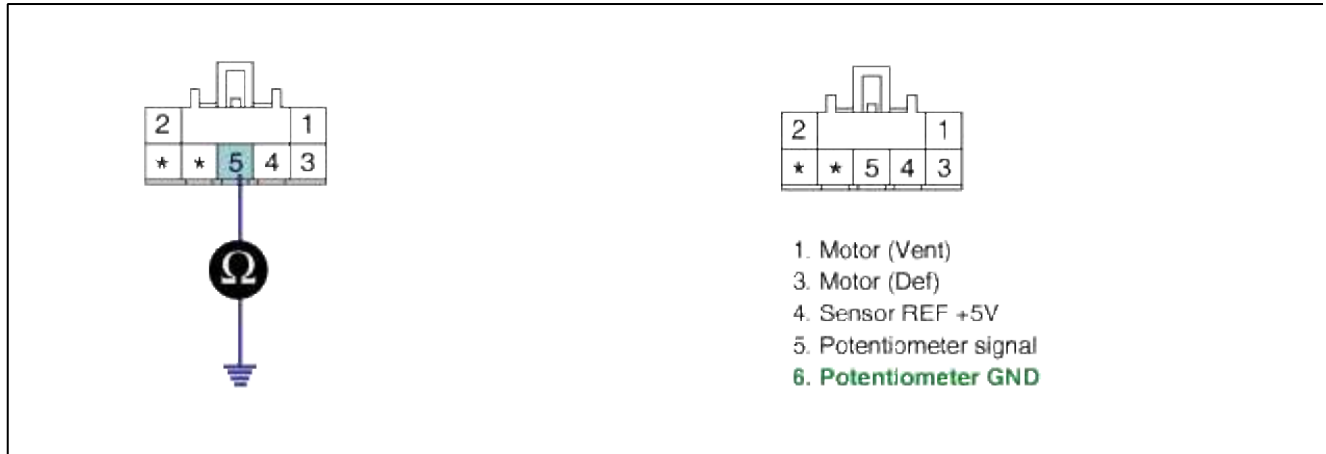 2 1
* * 5 4 3
Ω
2 1
* * 5 4 3
1. Motor (Vent)
3. Motor (Def)
4. Sensor REF +5V
5. Potentiometer signal
6. Potentiometer GND